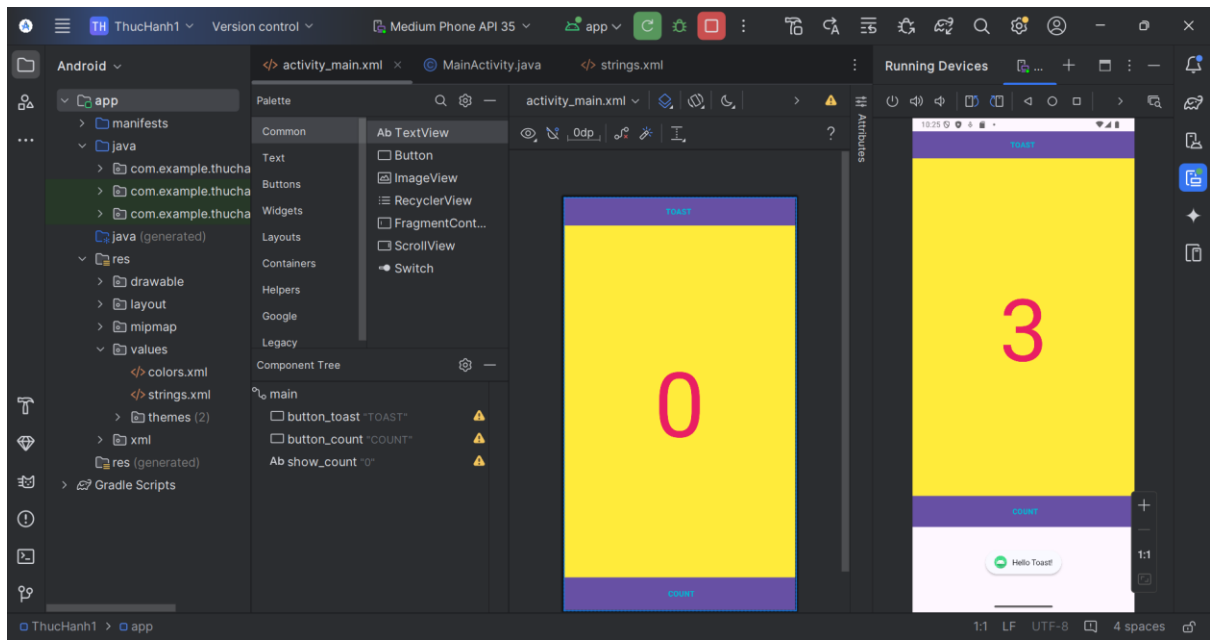 TH ThucHanh1 Version control Medium Phone API 35 app
Android
activity_main.xml MainActivity.java strings.xml
Running Devices
app
manifests
java
com.example.thucha
com.example.thucha
com.example.thucha
java (generated)
res
drawable
layout
mipmap
values
colors.xml
strings.xml
themes (2)
xml
res (generated)
Gradle Scripts
Palette
Common
Text
Buttons
Widgets
Layouts
Containers
Helpers
Google
Legacy
Ab TextView
Button
ImageView
RecyclerView
FragmentCont...
ScrollView
Switch
Component Tree
main
button_toast "TOAST"
button_count "COUNT"
Ab show_count "0"
activity_main.xml
0dp
?
Attributes
TOAST
0
COUNT
10:25
TOAST
3
COUNT
Hello Toast!
1:1
ThucHanh1 > app
1:1 LF UTF-8 4 spaces